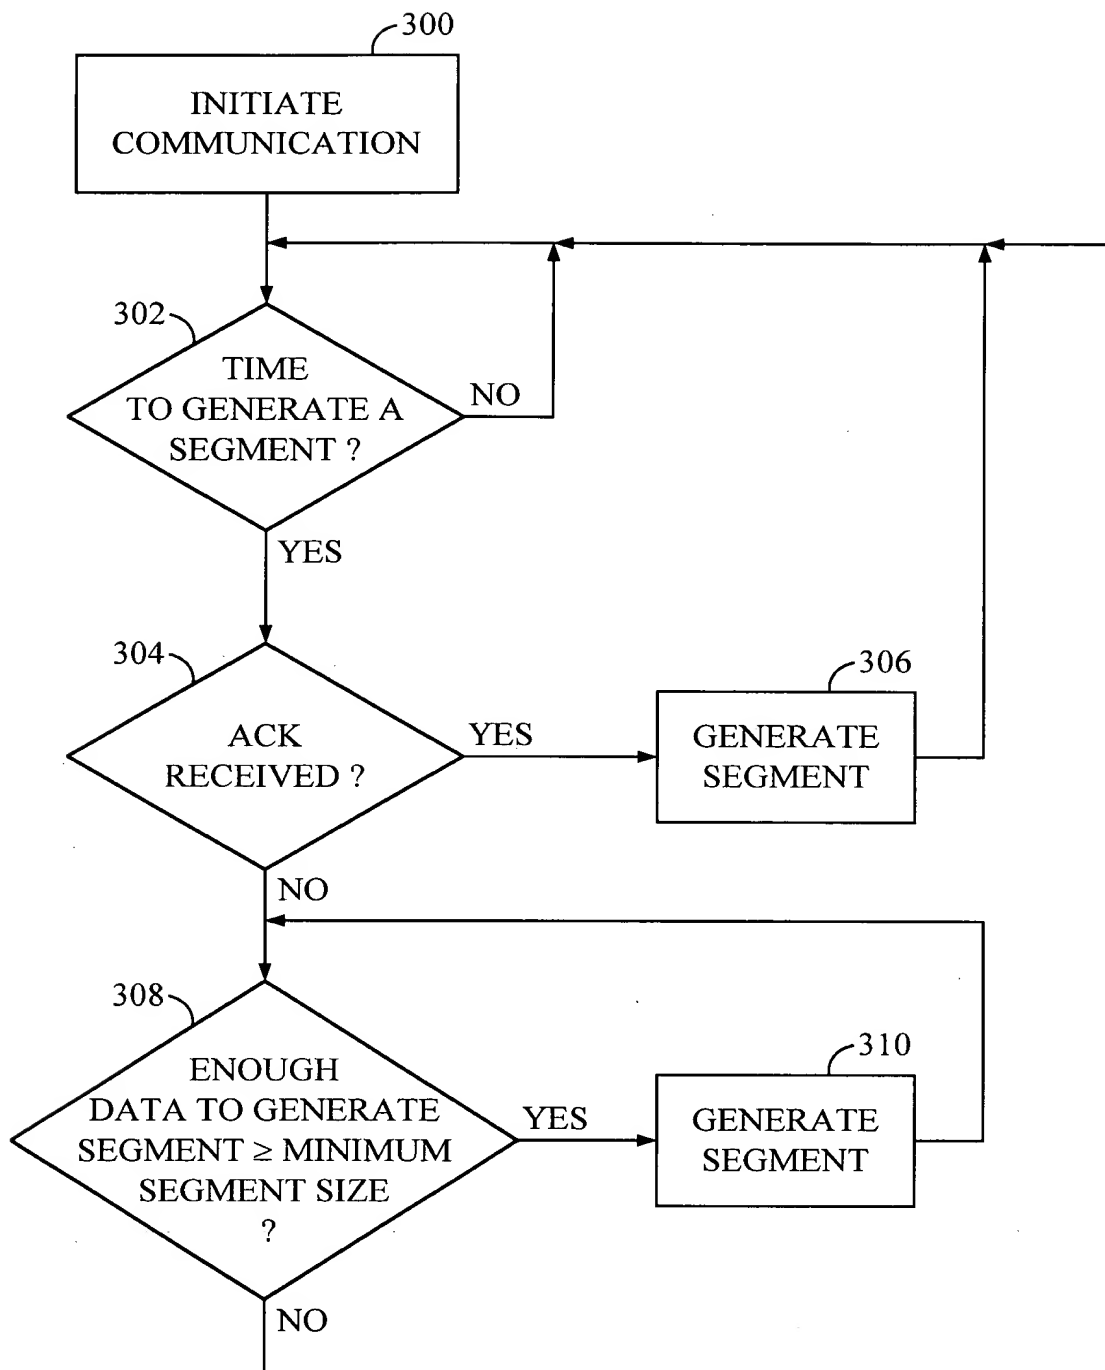 300
INITIATE
COMMUNICATION
302
TIME
TO GENERATE A
SEGMENT ?
NO
YES
304
ACK
RECEIVED ?
YES
306
GENERATE
SEGMENT
NO
308
ENOUGH
DATA TO GENERATE
SEGMENT ≥ MINIMUM
SEGMENT SIZE
?
YES
310
GENERATE
SEGMENT
NO